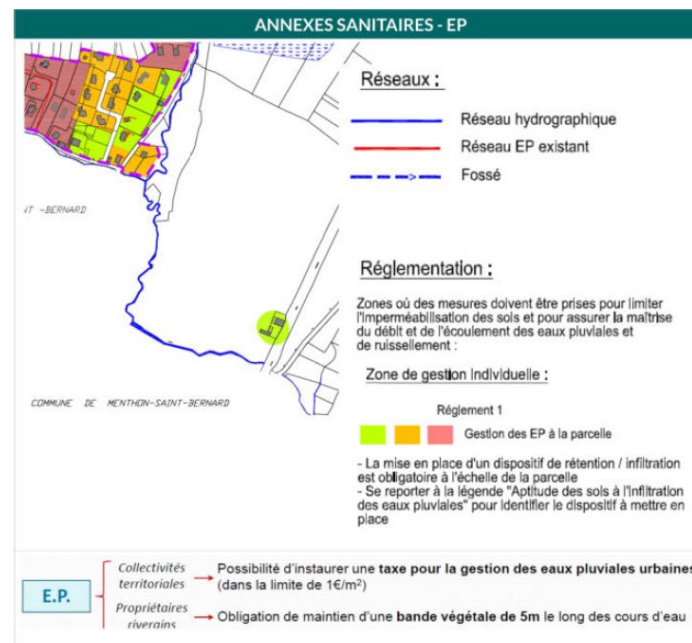 ANNEXES SANITAIRES - EP
Réseaux :
Réseau hydrographique
Réseau EP existant
Fossé
NT -BERNARD
COMMUNE DE MENTHON-SAINT-BERNARD
Réglementation :
Zones où des mesures doivent être prises pour limiter
l'imperméabilisation des sols et pour assurer la maîtrise
du débit et de l'écoulement des eaux pluviales et
de ruissellement :
Zone de gestion Individuelle :
Réglement 1
Gestion des EP à la parcelle
- La mise en place d'un dispositif de rétention / infiltration
est obligatoire à l'échelle de la parcelle
- Se reporter à la légende "Aptitude des sols à l'Infiltration
des eaux pluviales" pour identifier le dispositif à mettre en
place
E.P.
Collectivités
territoriales
Possibilité d'instaurer une taxe pour la gestion des eaux pluviales urbaines
(dans la limite de 1€/m²)
Propriétaires
riverains
Obligation de maintien d'une bande végétale de 5m le long des cours d'eau